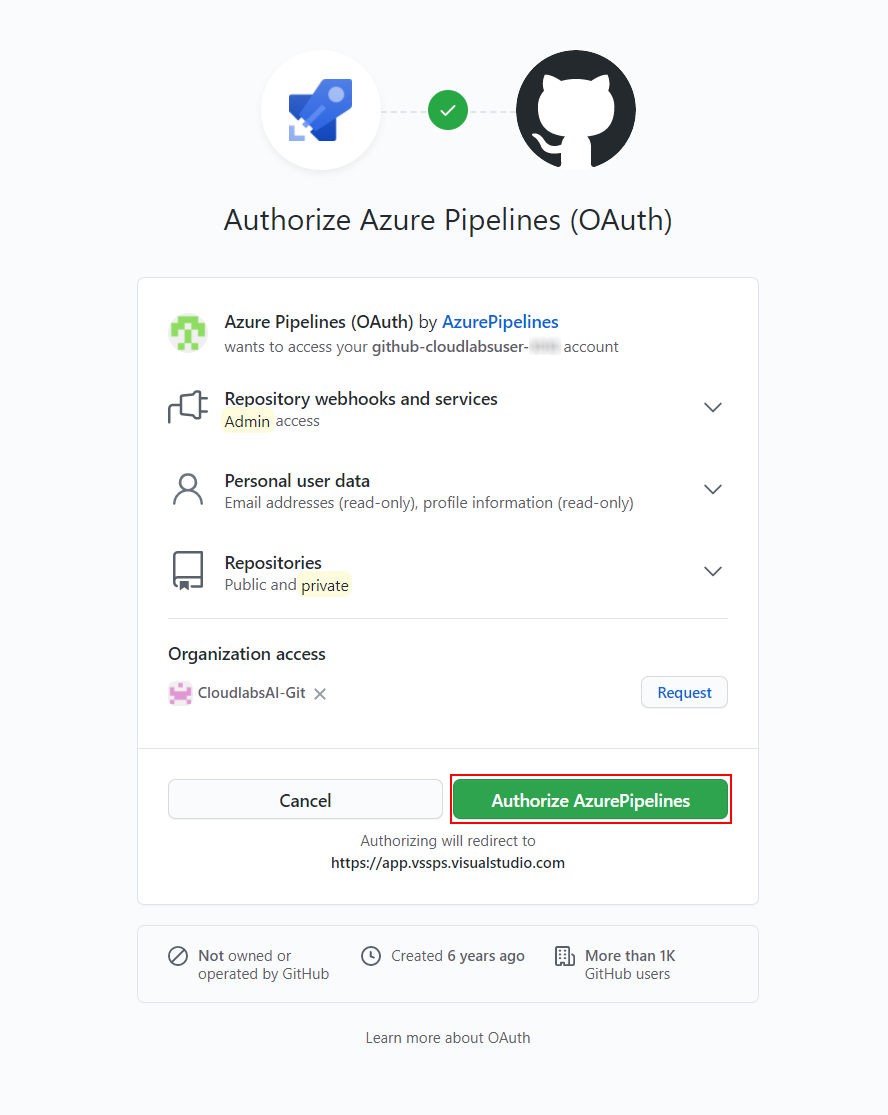 Authorize Azure Pipelines (OAuth)
Azure Pipelines (OAuth) by AzurePipelines
wants to access your github-cloudlabsuser- account
Repository webhooks and services
Admin access
Personal user data
Email addresses (read-only), profile information (read-only)
Repositories
Public and private
Organization access
CloudlabsAI-Git
Request
Cancel
Authorize AzurePipelines
Authorizing will redirect to
https://app.vssps.visualstudio.com
Not owned or
operated by GitHub
Created 6 years ago
More than 1K
GitHub users
Learn more about OAuth